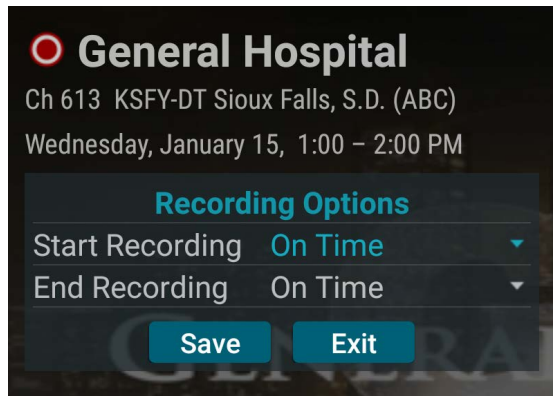 General Hospital
Ch 613 KSFY-DT Sioux Falls, S.D. (ABC)
Wednesday, January 15, 1:00 – 2:00 PM
Recording Options
Start Recording On Time
End Recording On Time
Save Exit
GENERA